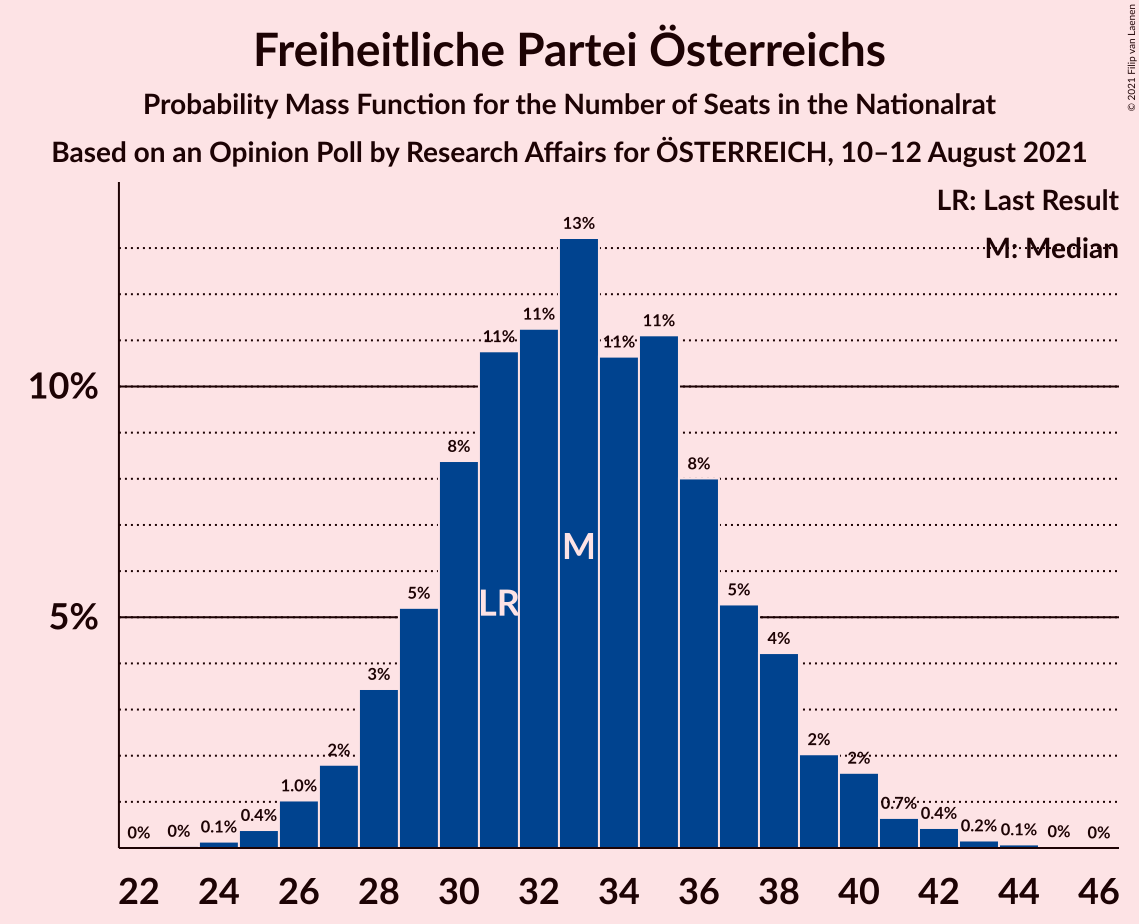 Freiheitliche Partei Österreichs
Probability Mass Function for the Number of Seats in the Nationalrat
Based on an Opinion Poll by Research Affairs for ÖSTERREICH, 10–12 August 2021
© 2021 Filip van Laenen
LR: Last Result
M: Median
10%
5%
0% 0% 0.1% 0.4% 1.0% 2% 3% 5% 8% 11% 11% 13% 11% 11% 8% 5% 4% 2% 2% 0.7% 0.4% 0.2% 0.1% 0% 0%
LR M
22 24 26 28 30 32 34 36 38 40 42 44 46